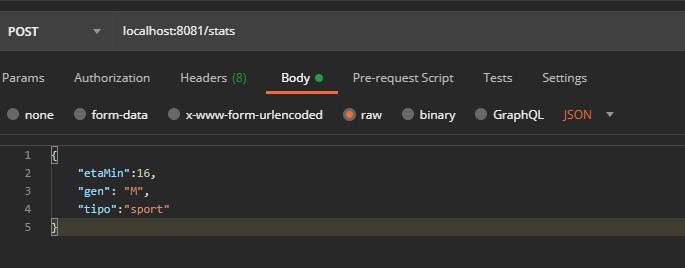 POST localhost:8081/stats
Params Authorization Headers (8) Body Pre-request Script Tests Settings
none form-data x-www-form-urlencoded raw binary GraphQL JSON
1 {
2 "etaMin":16,
3 "gen": "M",
4 "tipo":"sport"
5 }